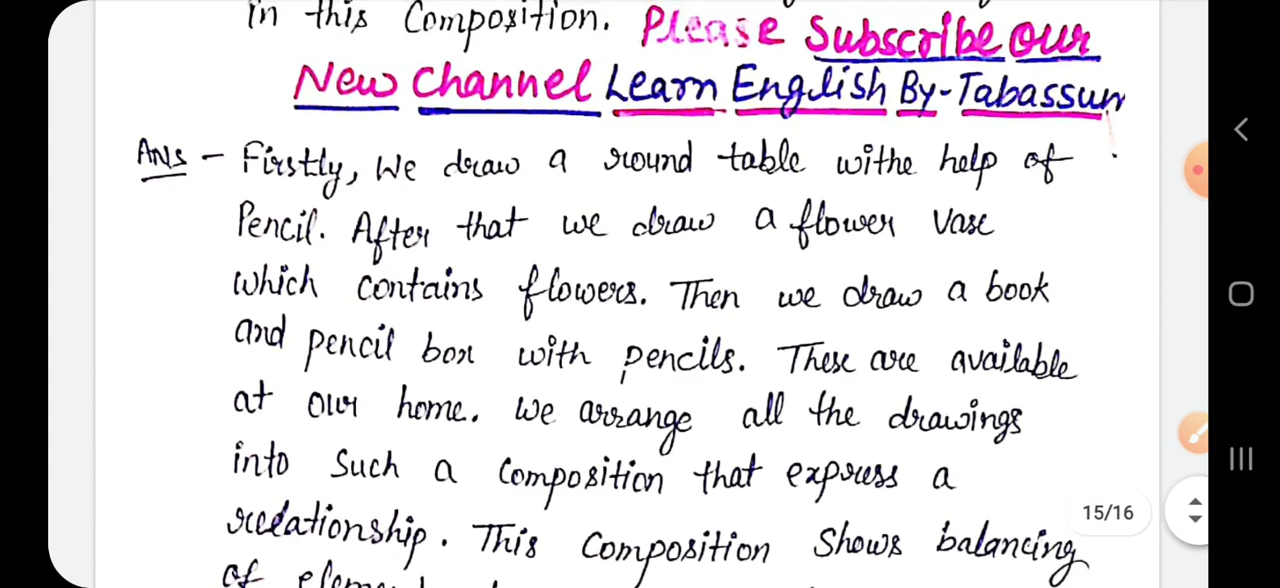 in this Composition. Please Subscribe our
New Channel Learn English By-Tabassum
Ans - Firstly, We draw a round table withe help of
Pencil. After that we draw a flower vase
which contains flowers. Then we draw a book
and pencil box with pencils. These are available
at our home. We arrange all the drawings
into such a composition that express a
relationship. This Composition Shows balancing
of
15/16